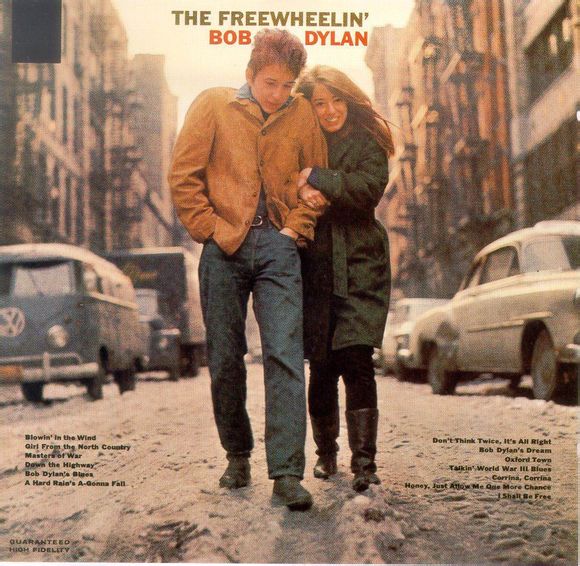 THE FREEWHEELIN'
BOB DYLAN
Blowin' In the Wind
Girl From the North Country
Masters of War
Down the Highway
Bob Dylan's Blues
A Hard Rain's A-Gonna Fall
Don't Think Twice, It's All Right
Bob Dylan's Dream
Oxford Town
Talkin' World War III Blues
Corrina, Corrina
Honey, Just Allow Me One More Chance
I Shall Be Free
GUARANTEED
HIGH FIDELITY